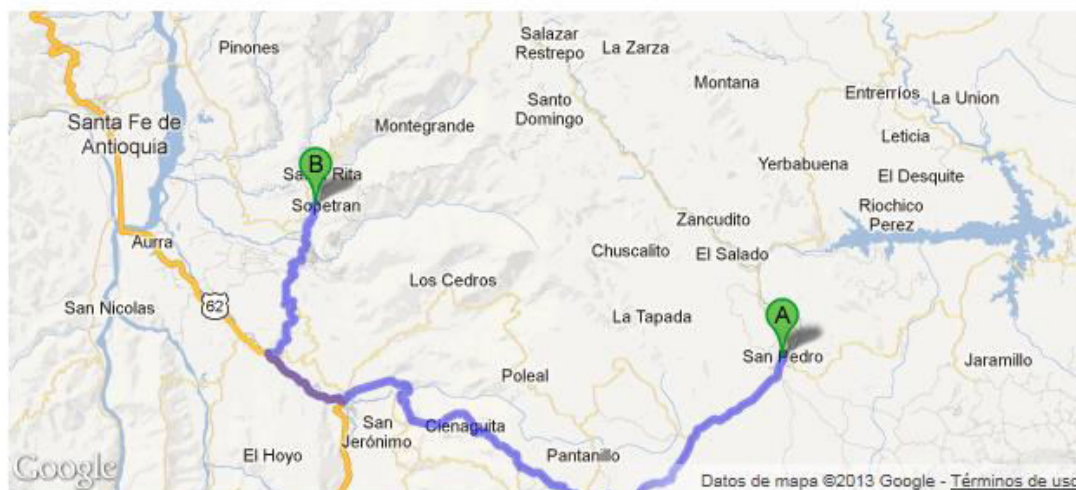 Pinones
Salazar
Restrepo
La Zarza
Montana
Entrerríos
La Union
Santa Fe de
Antioquia
Montegrande
Santo
Domingo
Leticia
B
Yerbabuena
El Desquite
Rita
Sopetran
Riochico
Perez
Zancudito
Aurra
Chuscalito
El Salado
Los Cedros
San Nicolas
62
La Tapada
A
San Pedro
Jaramillo
Poleal
San
Jerónimo
Cienaguita
El Hoyo
Pantanillo
Google
Datos de mapa ©2013 Google - Términos de uso